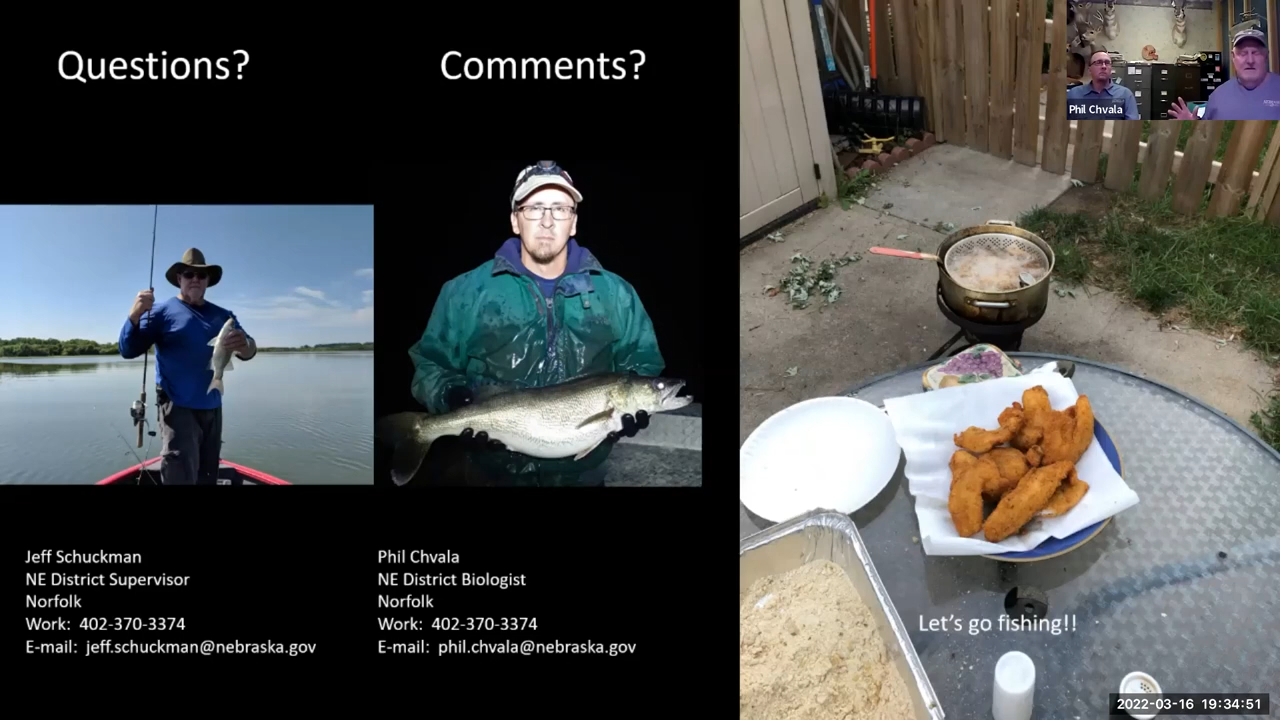 Questions?
Comments?
Phil Chvala
Jeff Schuckman
NE District Supervisor
Norfolk
Work: 402-370-3374
E-mail: jeff.schuckman@nebraska.gov
Phil Chvala
NE District Biologist
Norfolk
Work: 402-370-3374
E-mail: phil.chvala@nebraska.gov
Let's go fishing!!
2022-03-16 19:34:51